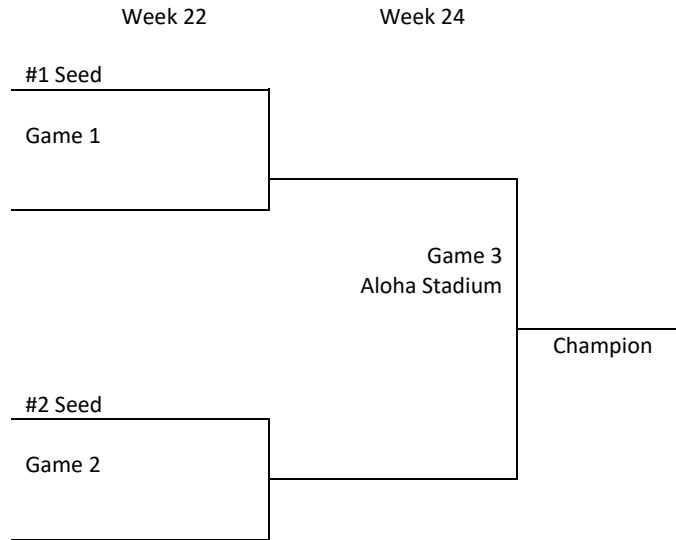 Week 22 Week 24
#1 Seed
Game 1
Game 3
Aloha Stadium
Champion
#2 Seed
Game 2